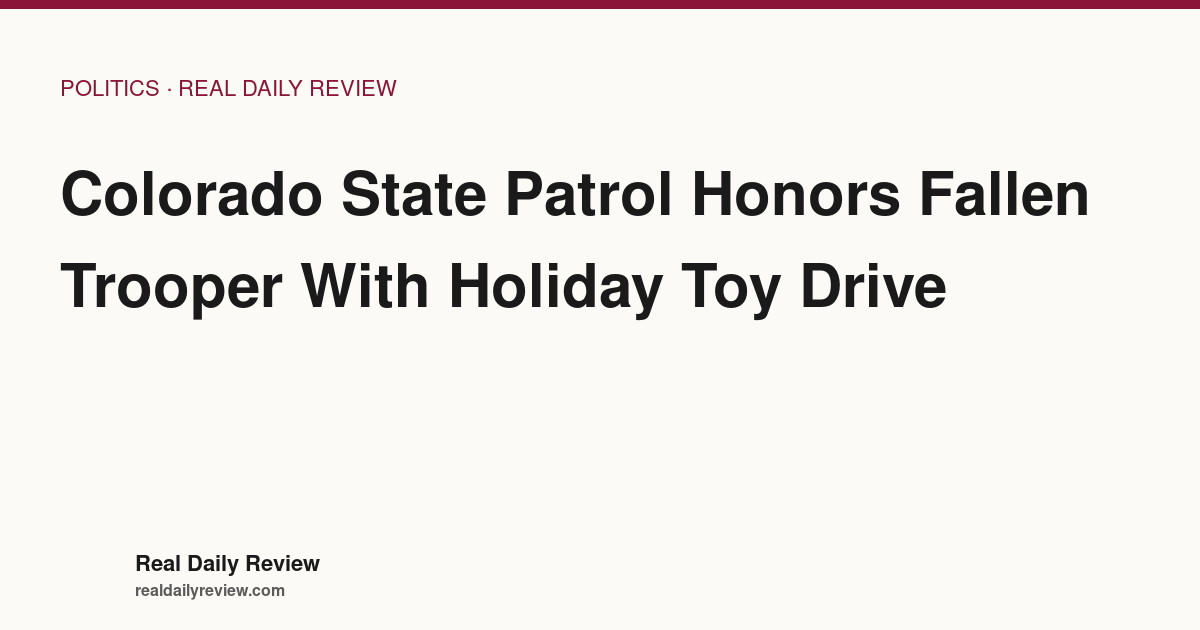 POLITICS · REAL DAILY REVIEW
Colorado State Patrol Honors Fallen
Trooper With Holiday Toy Drive
Real Daily Review
realdailyreview.com